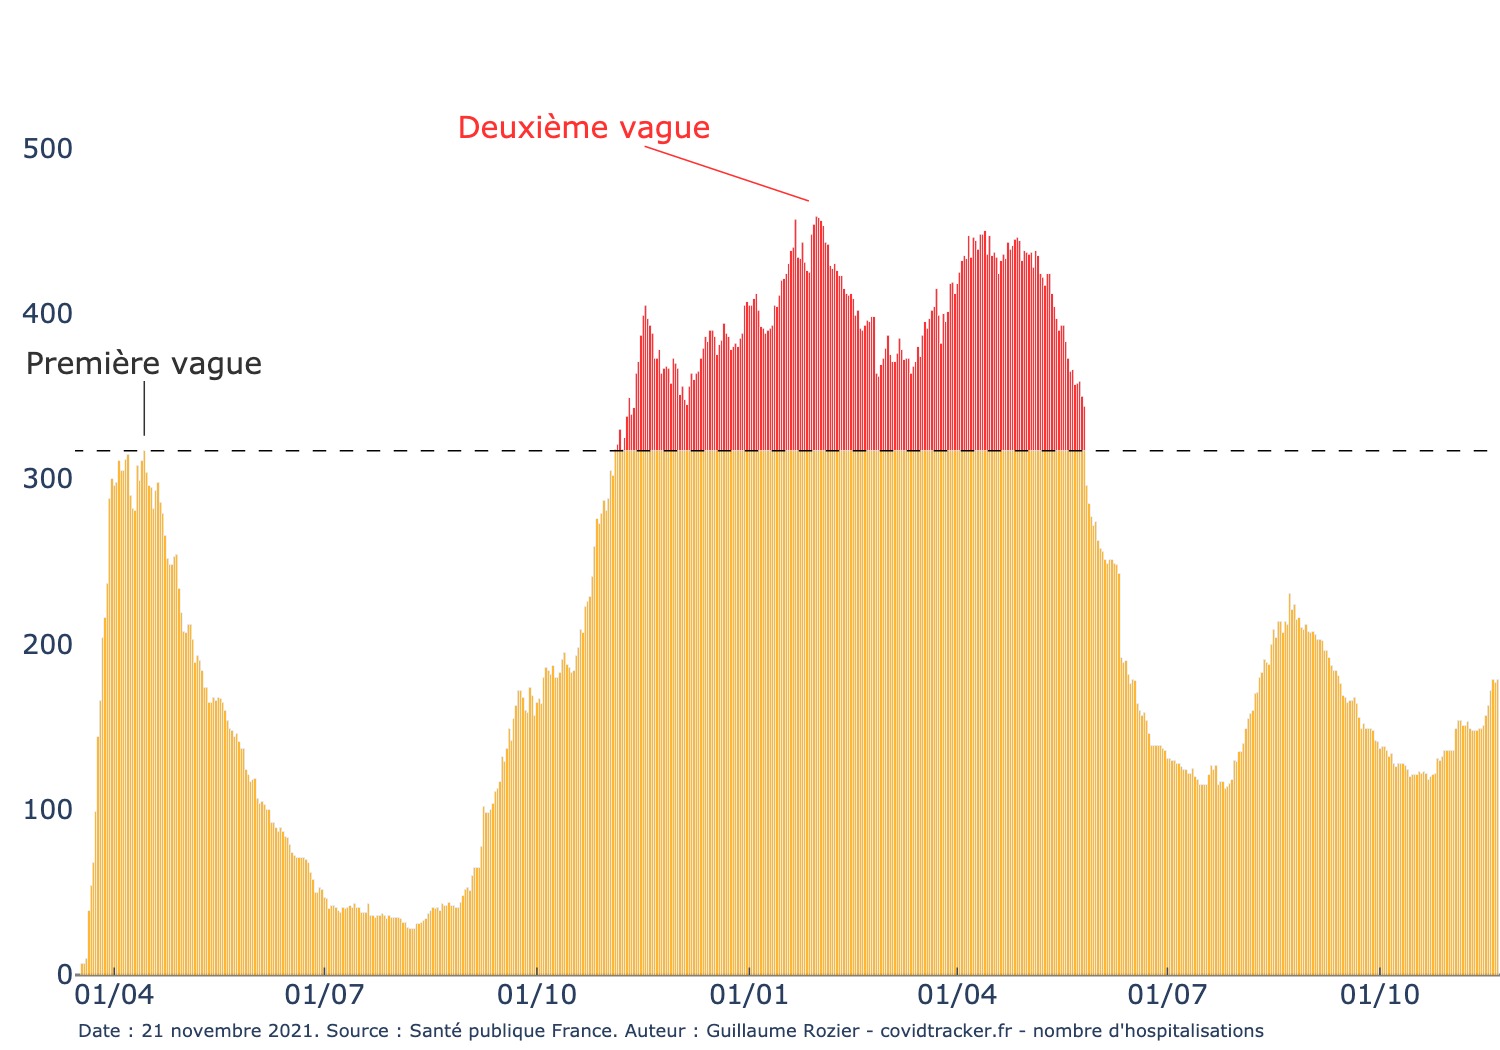 Deuxième vague
500
400
Première vague
300
200
100
0
01/04 01/07 01/10 01/01 01/04 01/07 01/10
Date : 21 novembre 2021. Source : Santé publique France. Auteur : Guillaume Rozier - covidtracker.fr - nombre d'hospitalisations